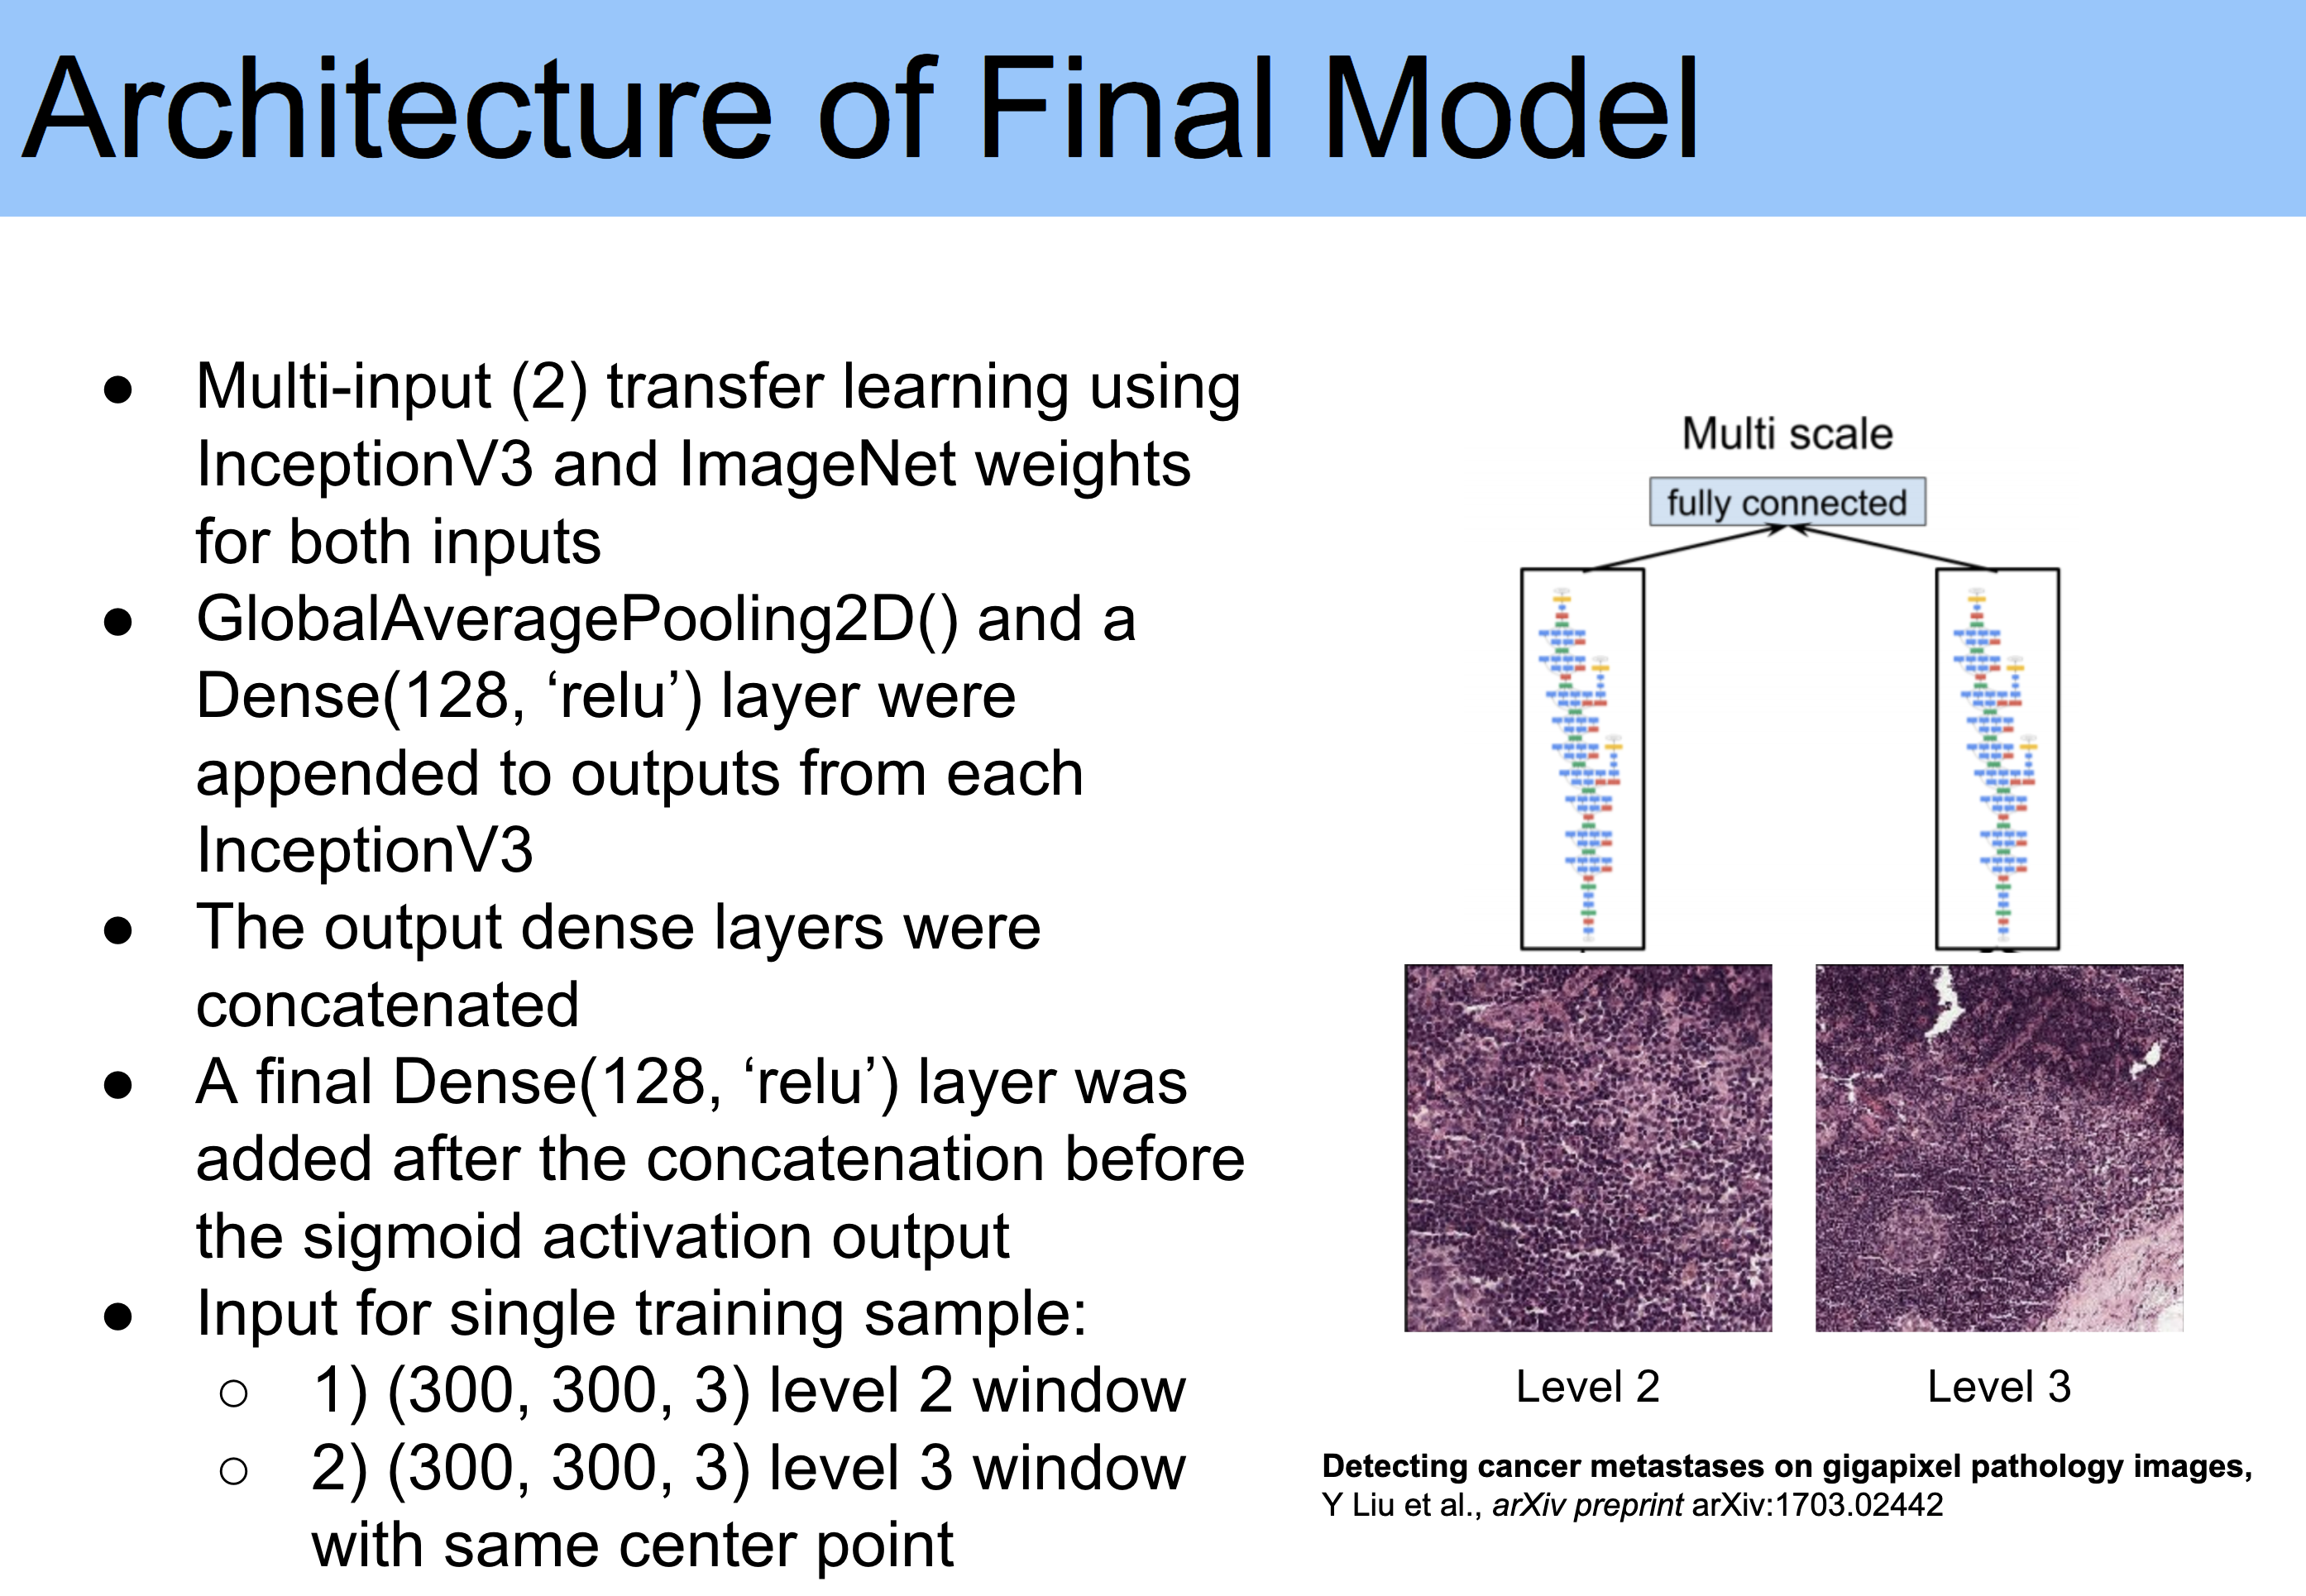 Architecture of Final Model
● Multi-input (2) transfer learning using
InceptionV3 and ImageNet weights
for both inputs
● GlobalAveragePooling2D() and a
Dense(128, ‘relu’) layer were
appended to outputs from each
InceptionV3
● The output dense layers were
concatenated
● A final Dense(128, ‘relu’) layer was
added after the concatenation before
the sigmoid activation output
● Input for single training sample:
○ 1) (300, 300, 3) level 2 window
○ 2) (300, 300, 3) level 3 window
with same center point
Multi scale
fully connected
Level 2
Level 3
Detecting cancer metastases on gigapixel pathology images,
Y Liu et al., arXiv preprint arXiv:1703.02442